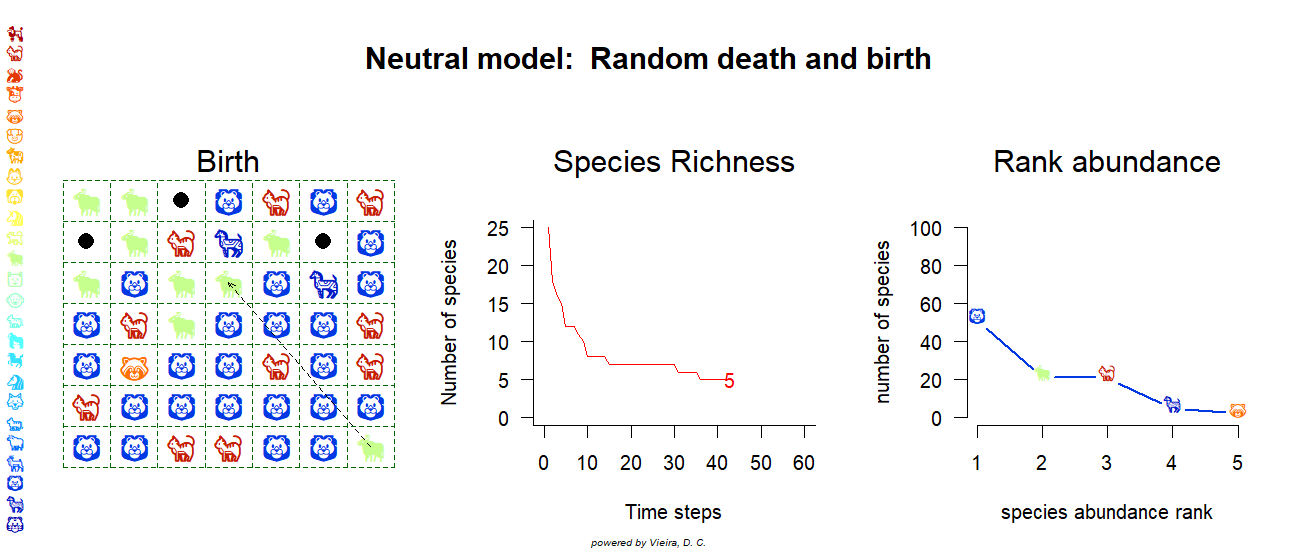 Neutral model:  Random death and birth
Birth
Species Richness
Number of species
25
20
15
10
5
0
5
0 10 20 30 40 50 60
Time steps
Rank abundance
number of species
100
80
60
40
20
0
1 2 3 4 5
species abundance rank
powered by Vieira, D. C.